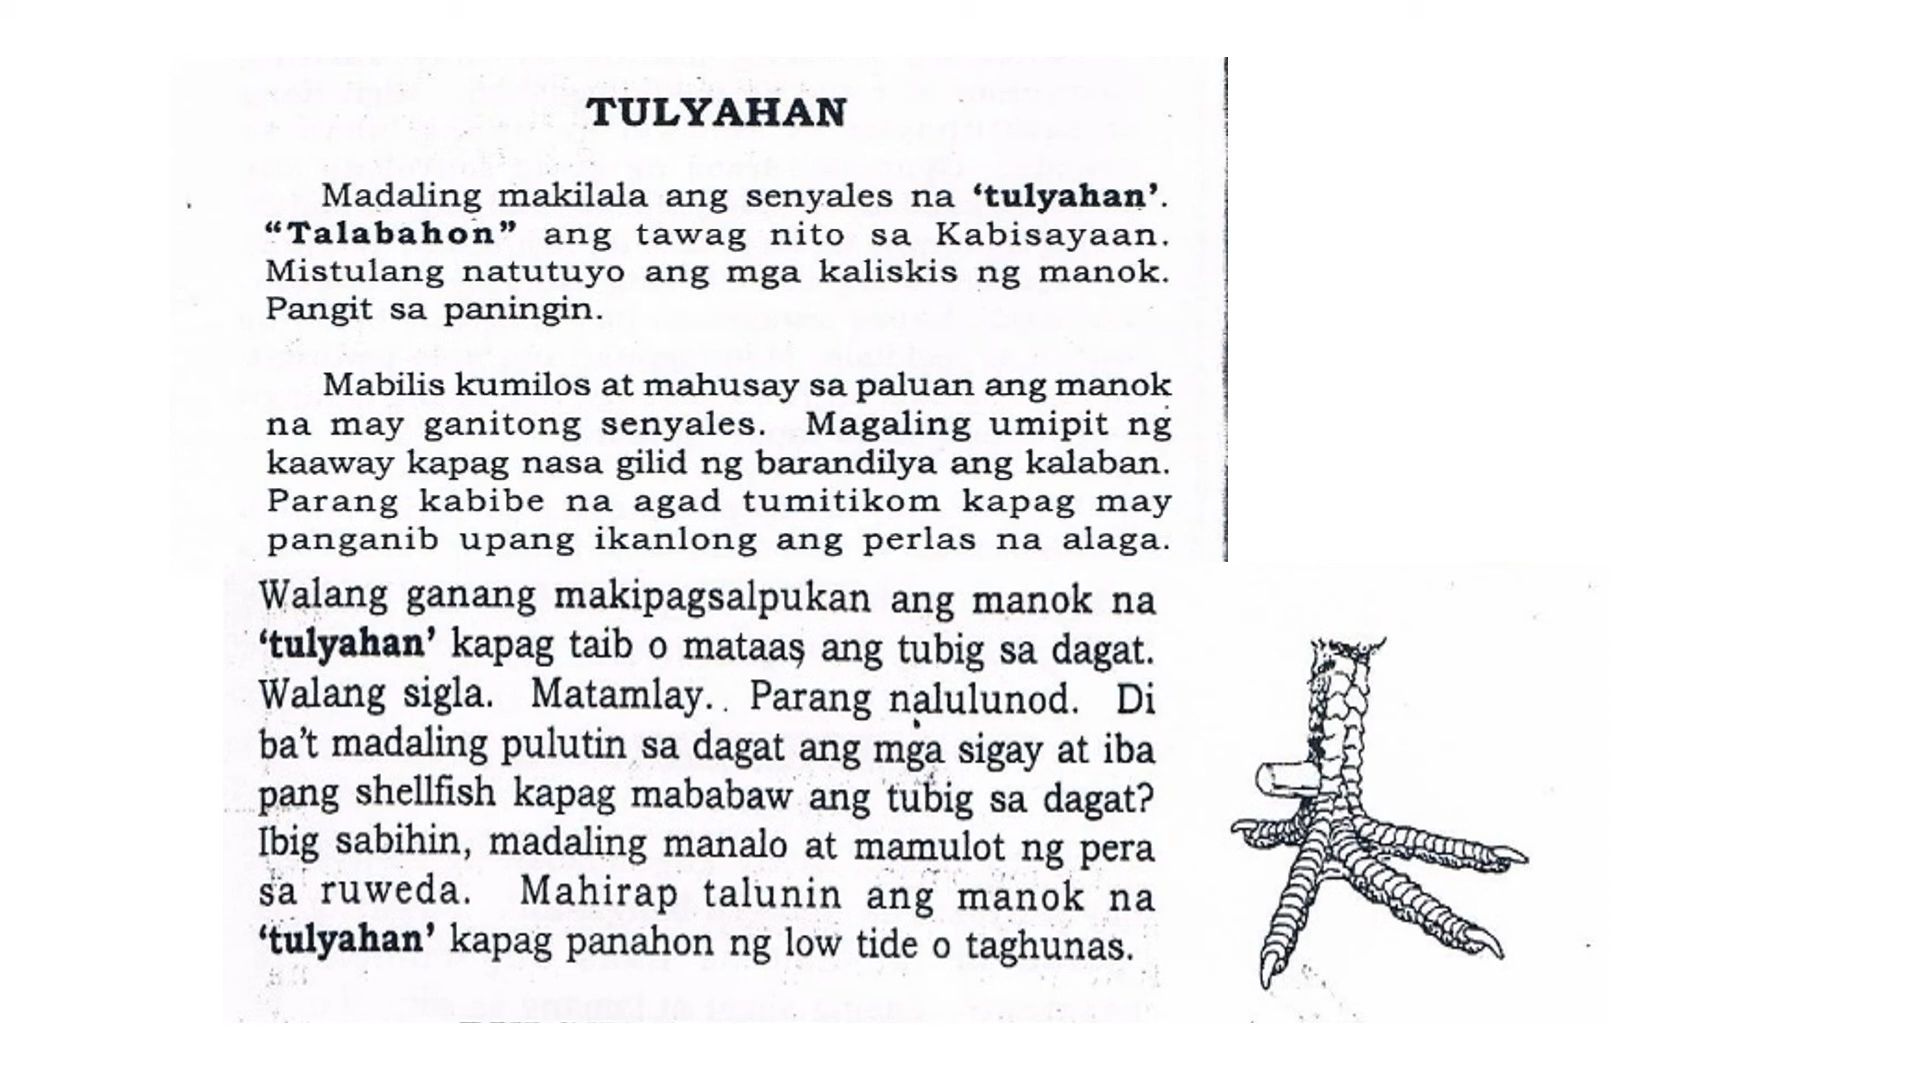 TULYAHAN
Madaling makilala ang senyales na ‘tulyahan’.
“Talabahon” ang tawag nito sa Kabisayaan.
Mistulang natutuyo ang mga kaliskis ng manok.
Pangit sa paningin.
Mabilis kumilos at mahusay sa paluan ang manok
na may ganitong senyales. Magaling umipit ng
kaaway kapag nasa gilid ng barandilya ang kalaban.
Parang kabibe na agad tumitikom kapag may
panganib upang ikanlong ang perlas na alaga.
Walang ganang makipagsalpukan ang manok na
‘tulyahan’ kapag taib o mataas ang tubig sa dagat.
Walang sigla. Matamlay. Parang nalulunod. Di
ba't madaling pulutin sa dagat ang mga sigay at iba
pang shellfish kapag mababaw ang tubig sa dagat?
Ibig sabihin, madaling manalo at mamulot ng pera
sa ruweda. Mahirap talunin ang manok na
‘tulyahan’ kapag panahon ng low tide o taghunas.